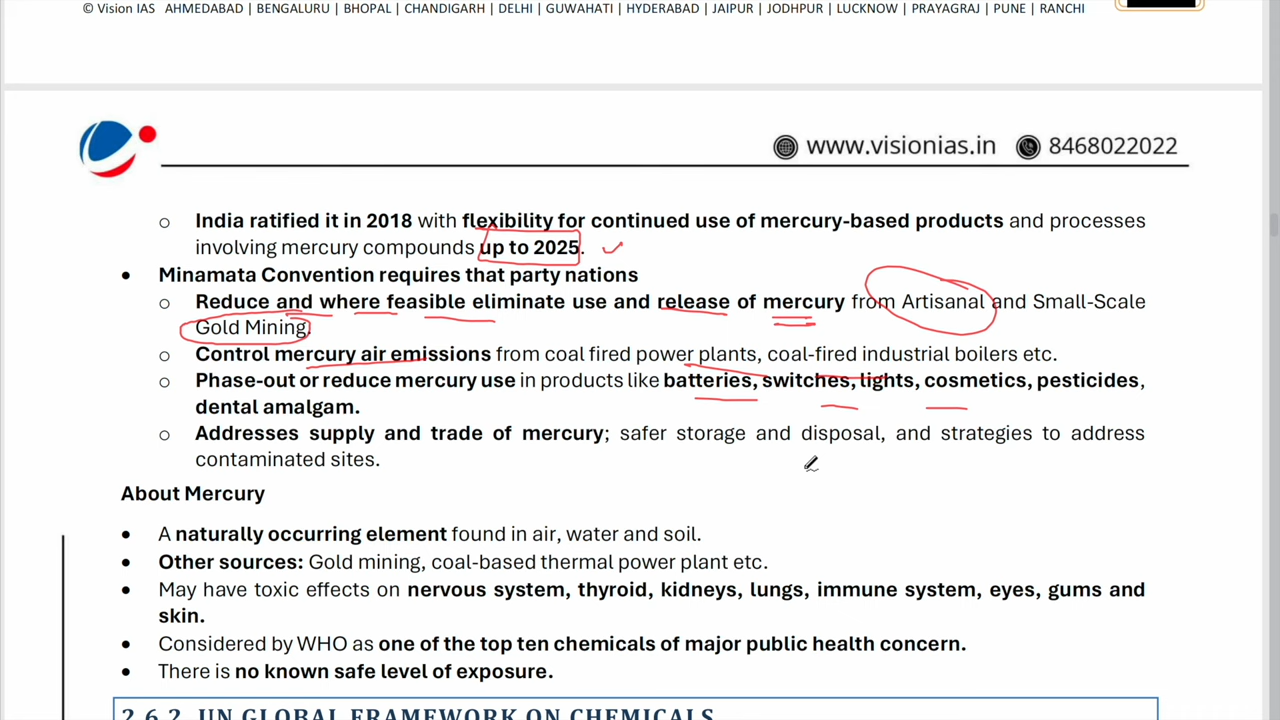 © Vision IAS AHMEDABAD | BENGALURU | BHOPAL | CHANDIGARH | DELHI | GUWAHATI | HYDERABAD | JAIPUR | JODHPUR | LUCKNOW | PRAYAGRAJ | PUNE | RANCHI
www.visionias.in 8468022022
○ India ratified it in 2018 with flexibility for continued use of mercury-based products and processes
involving mercury compounds up to 2025.
• Minamata Convention requires that party nations
○ Reduce and where feasible eliminate use and release of mercury from Artisanal and Small-Scale
Gold Mining.
○ Control mercury air emissions from coal fired power plants, coal-fired industrial boilers etc.
○ Phase-out or reduce mercury use in products like batteries, switches, lights, cosmetics, pesticides,
dental amalgam.
○ Addresses supply and trade of mercury; safer storage and disposal, and strategies to address
contaminated sites.
About Mercury
• A naturally occurring element found in air, water and soil.
• Other sources: Gold mining, coal-based thermal power plant etc.
• May have toxic effects on nervous system, thyroid, kidneys, lungs, immune system, eyes, gums and
skin.
• Considered by WHO as one of the top ten chemicals of major public health concern.
• There is no known safe level of exposure.
2.6.2. UN GLOBAL FRAMEWORK ON CHEMICALS